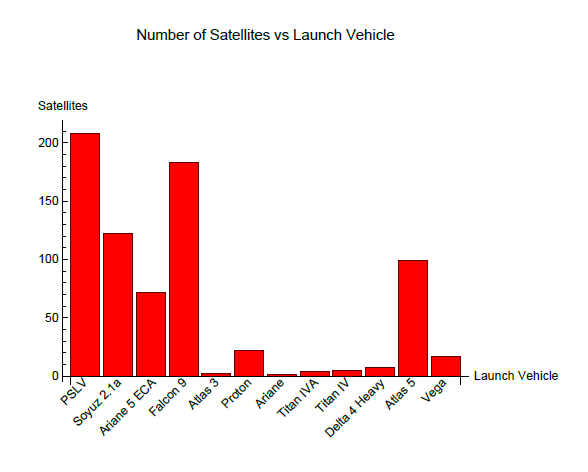 Number of Satellites vs Launch Vehicle
Satellites
200
150
100
50
0
PSLV
Soyuz 2.1a
Ariane 5 ECA
Falcon 9
Atlas 3
Proton
Ariane
Titan IVA
Titan IV
Delta 4 Heavy
Atlas 5
Vega
Launch Vehicle